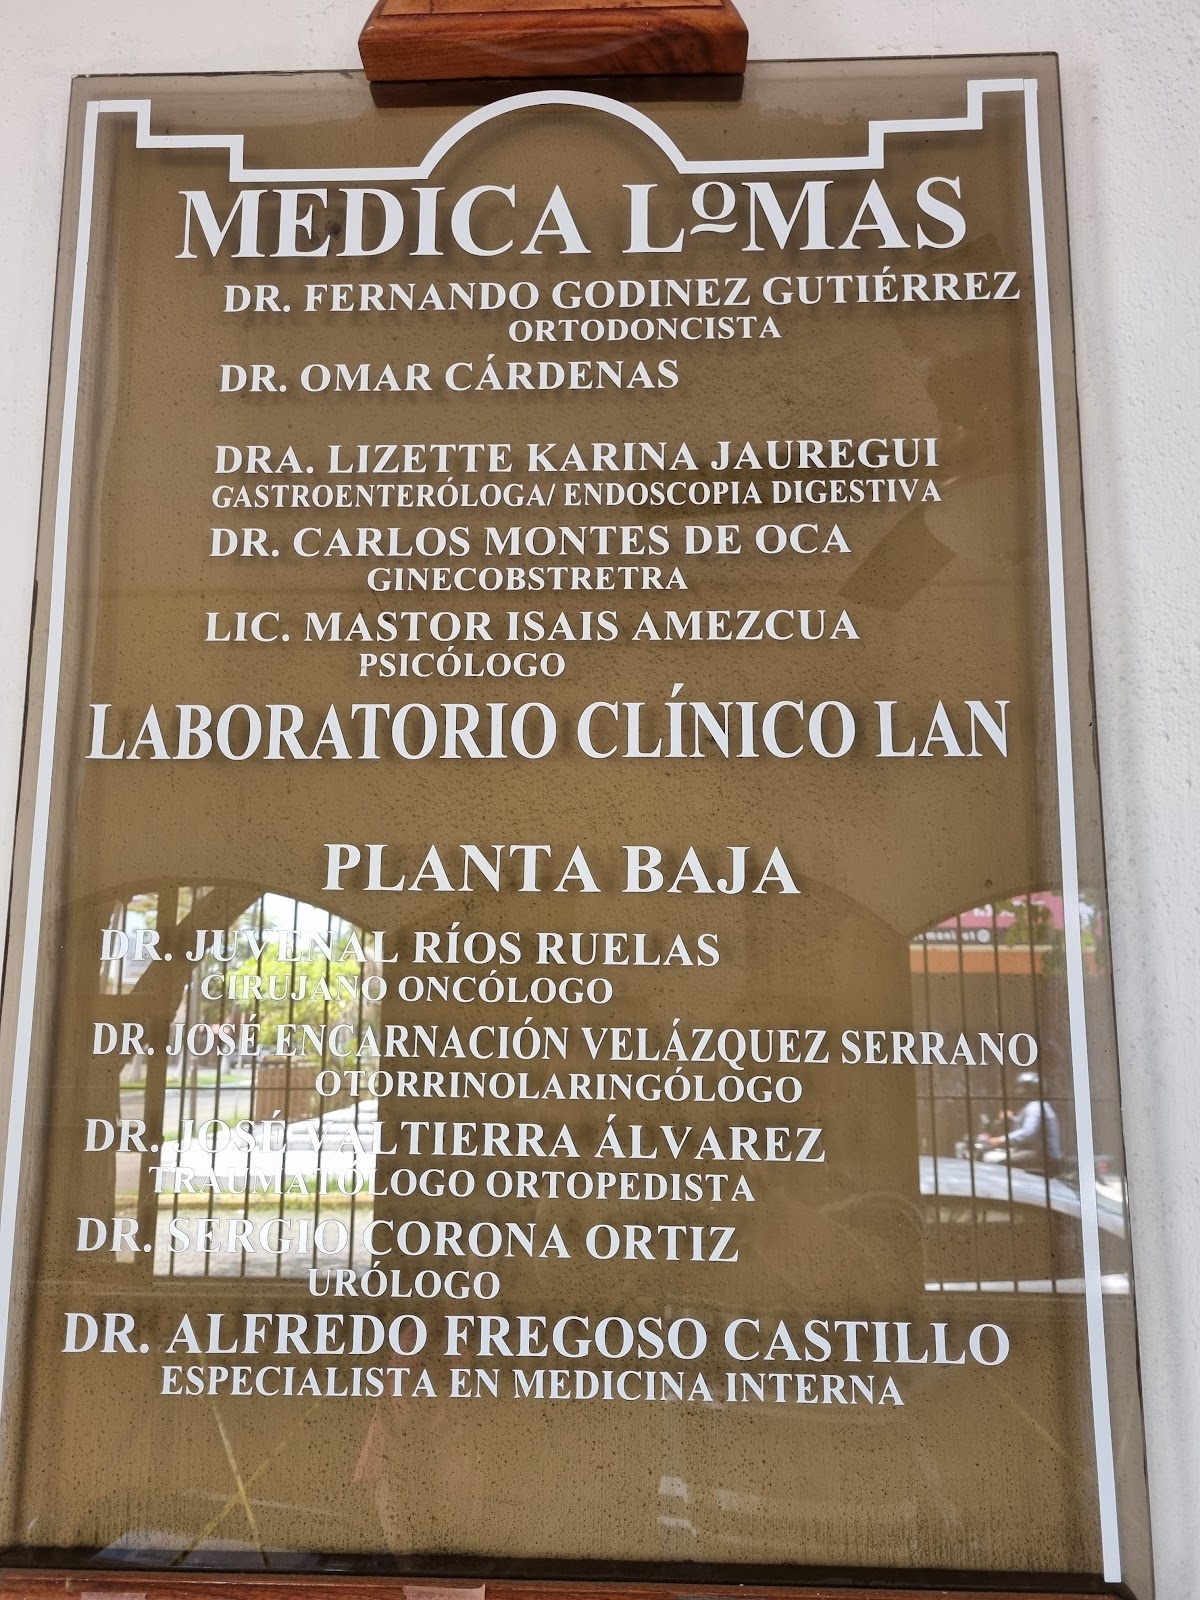 MEDICA LOMAS
DR. FERNANDO GODINEZ GUTIÉRREZ
ORTODONCISTA
DR. OMAR CÁRDENAS
DRA. LIZETTE KARINA JAUREGUI
GASTROENTERÓLOGA/ ENDOSCOPIA DIGESTIVA
DR. CARLOS MONTES DE OCA
GINECOBSTRETRA
LIC. MASTOR ISAIS AMEZCUA
PSICÓLOGO
LABORATORIO CLÍNICO LAN
PLANTA BAJA
DR. JUVENAL RÍOS RUELAS
CIRUJANO ONCÓLOGO
DR. JOSÉ ENCARNACIÓN VELÁZQUEZ SERRANO
OTORRINOLARINGÓLOGO
DR. JOSÉ VALTIERRA ÁLVAREZ
TRAUMATÓLOGO ORTOPEDISTA
DR. SERGIO CORONA ORTIZ
URÓLOGO
DR. ALFREDO FREGOSO CASTILLO
ESPECIALISTA EN MEDICINA INTERNA